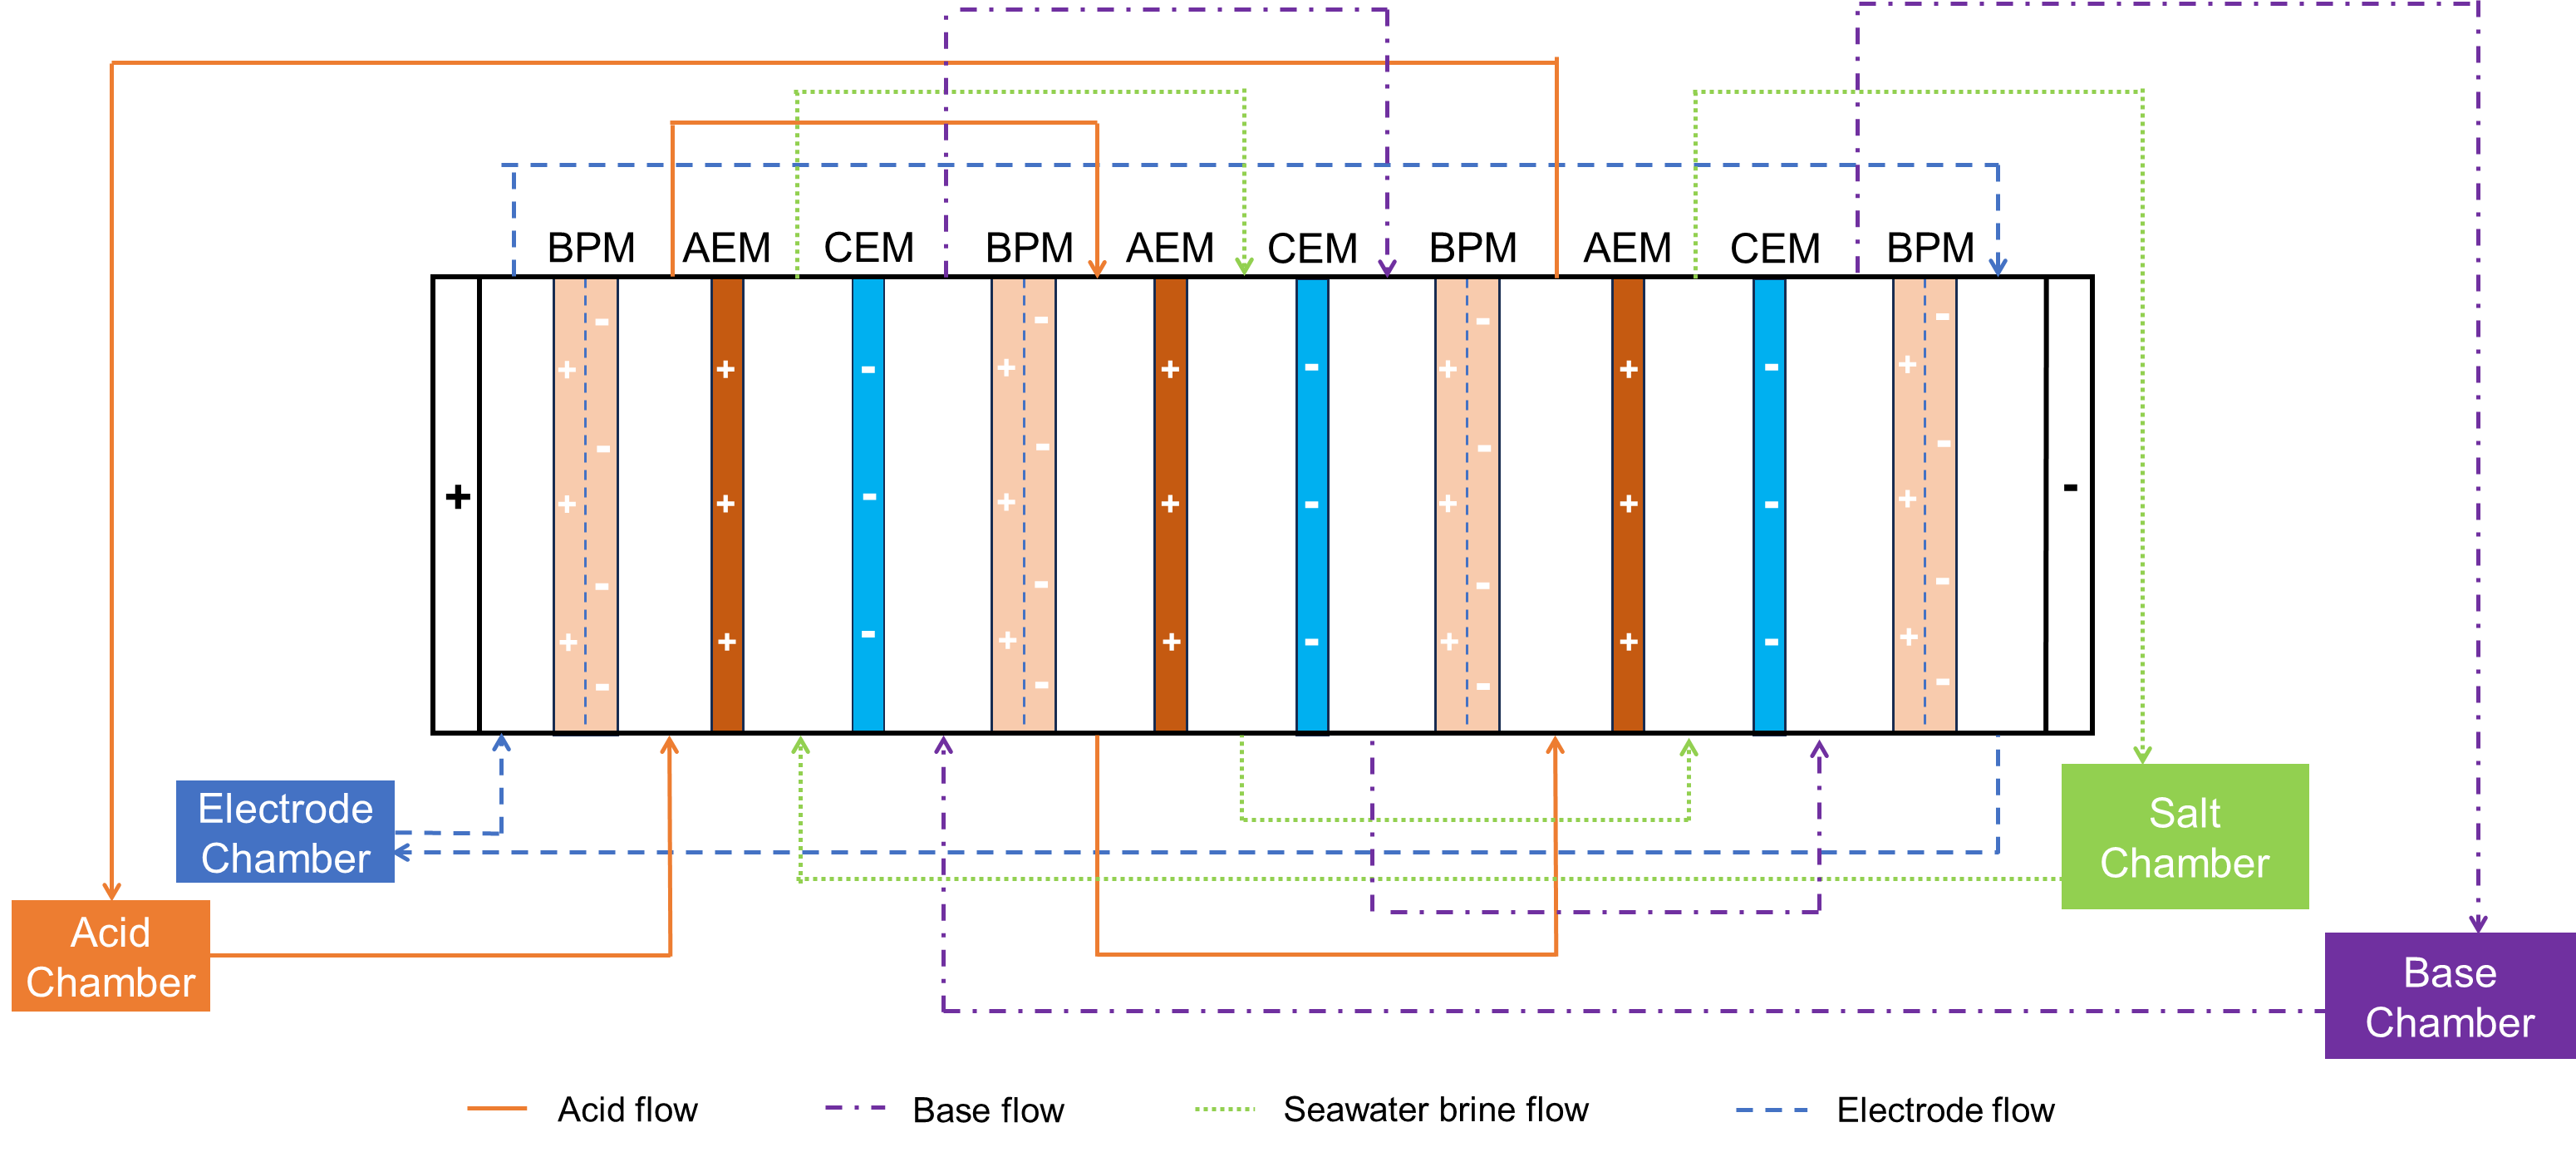 BPM AEM CEM BPM AEM CEM BPM AEM CEM BPM
- - - -
+ + - + + - + + - +
- - - -
+ -
+ + - + + - + + - +
- - - -
+ + - + + - + + - +
- - - -
Electrode
Chamber
Salt
Chamber
Acid
Chamber
Base
Chamber
Acid flow Base flow Seawater brine flow Electrode flow